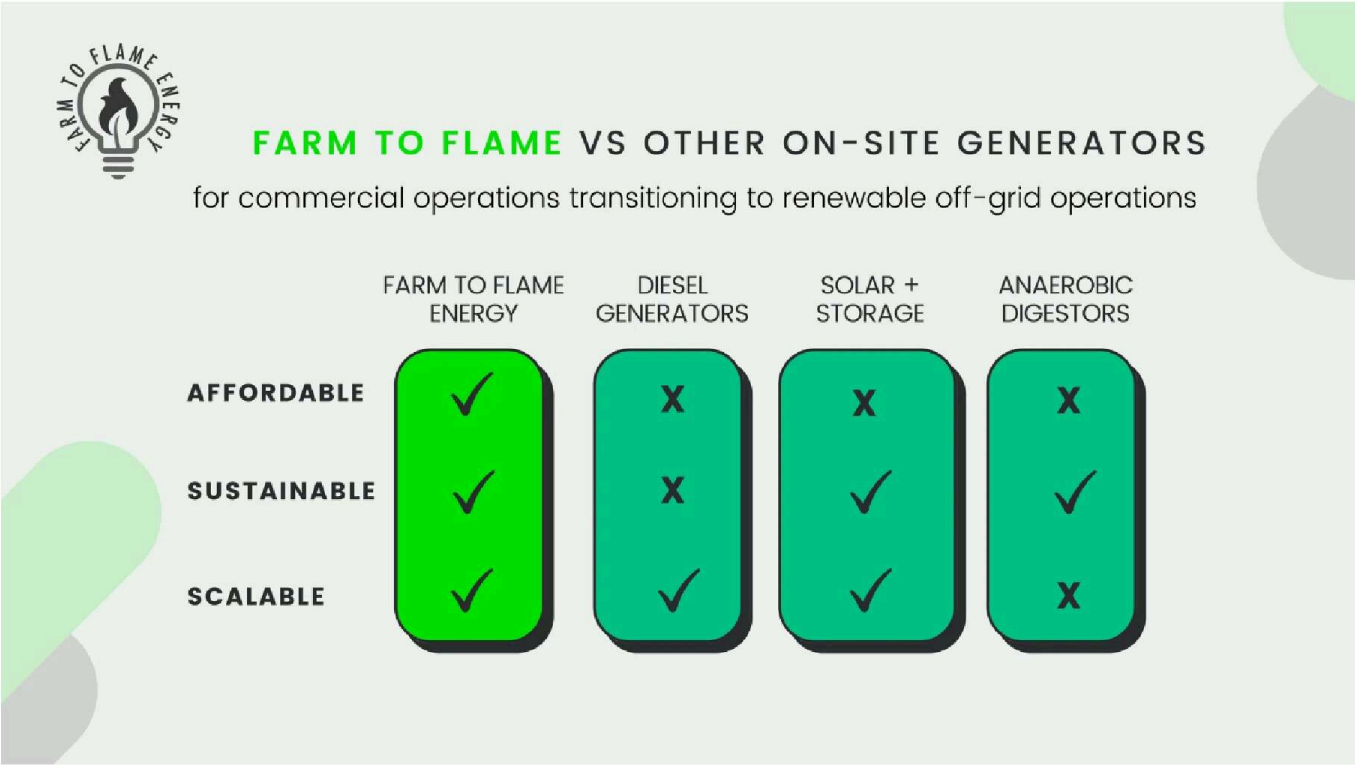 FARM TO FLAME ENERGY
FARM TO FLAME VS OTHER ON-SITE GENERATORS
for commercial operations transitioning to renewable off-grid operations
FARM TO FLAME
ENERGY
DIESEL
GENERATORS
SOLAR +
STORAGE
ANAEROBIC
DIGESTORS
AFFORDABLE ✓ X X X
SUSTAINABLE ✓ X ✓ ✓
SCALABLE ✓ ✓ ✓ X